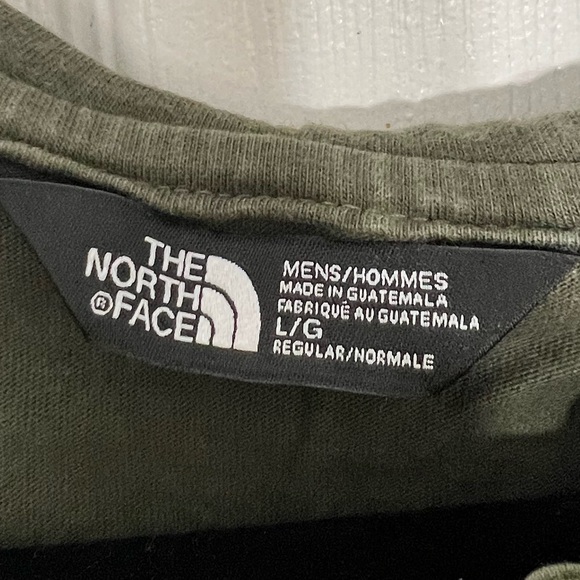 THE
NORTH
® FACE
MENS/HOMMES
MADE IN GUATEMALA
FABRIQUÉ AU GUATEMALA
L/G
REGULAR/NORMALE